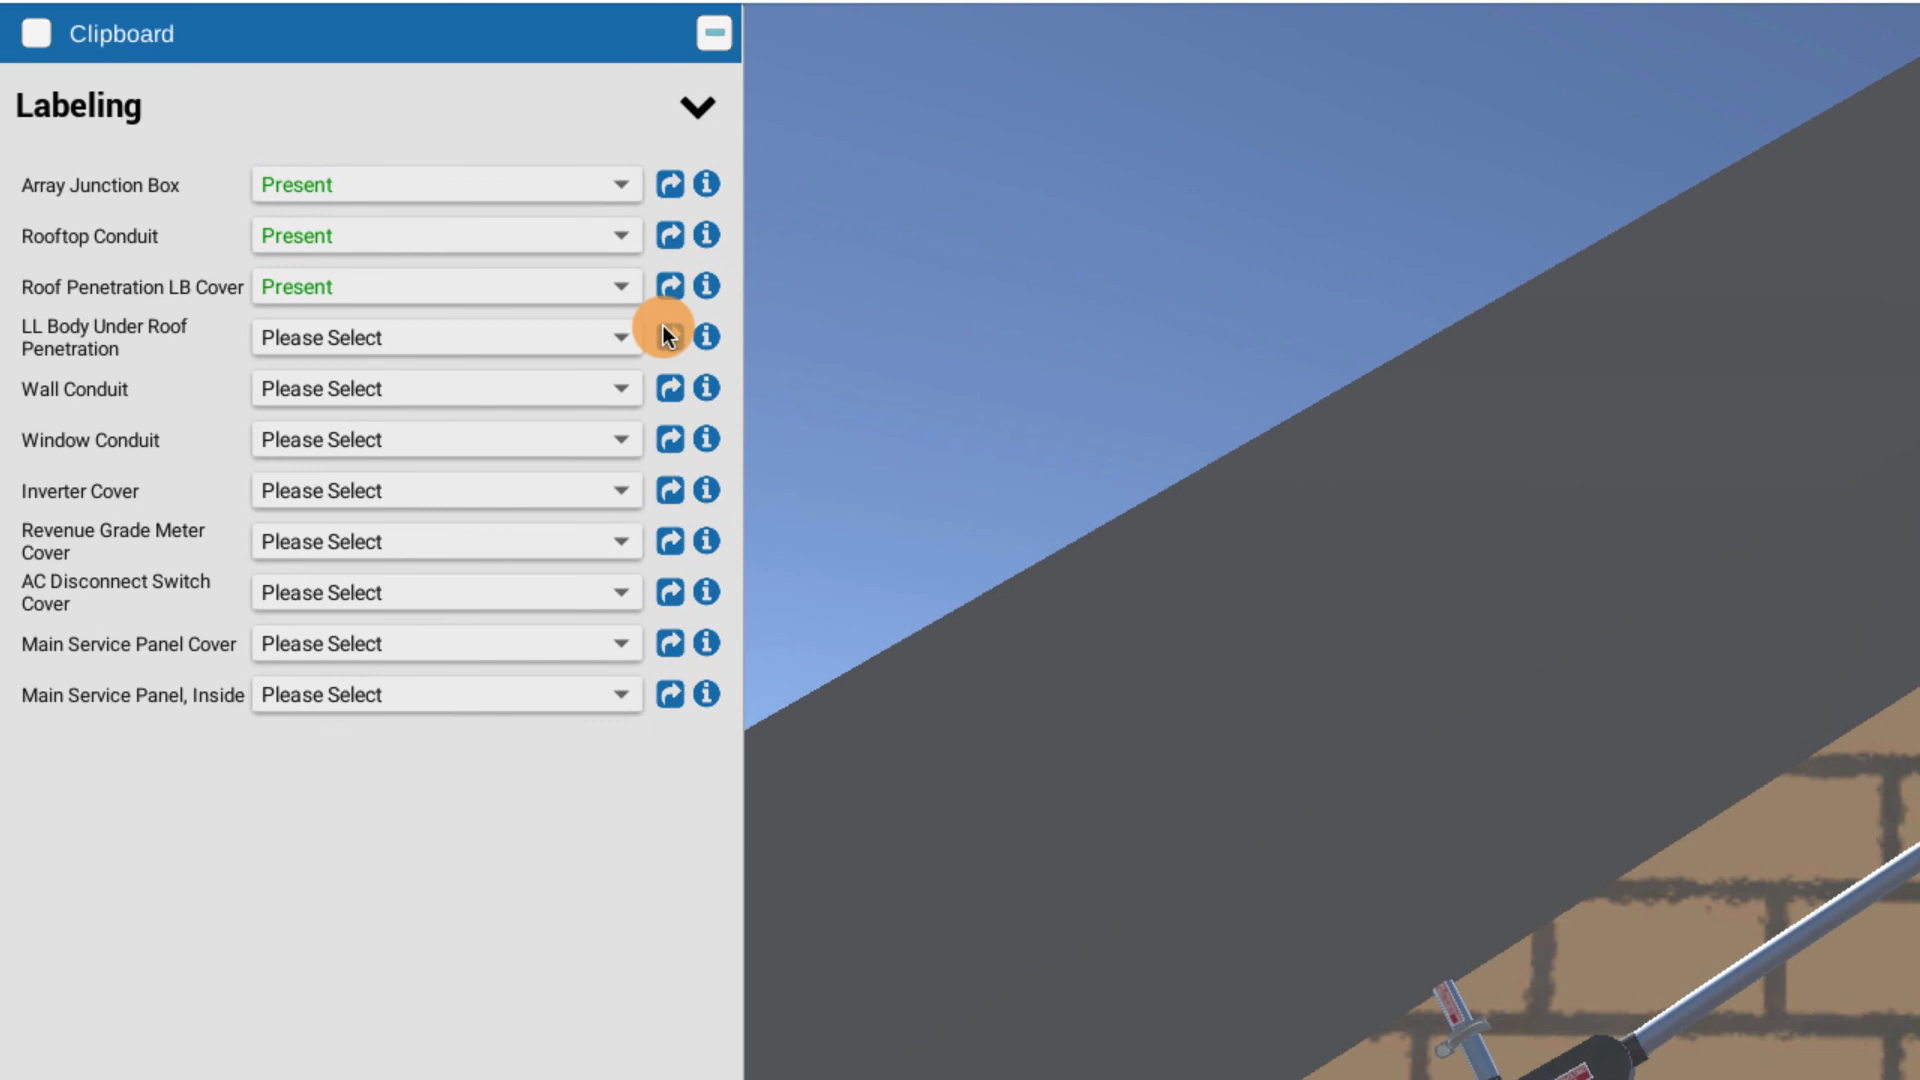 Clipboard
Labeling
Array Junction Box Present
Rooftop Conduit Present
Roof Penetration LB Cover Present
LL Body Under Roof
Penetration
Please Select
Wall Conduit Please Select
Window Conduit Please Select
Inverter Cover Please Select
Revenue Grade Meter
Cover
Please Select
AC Disconnect Switch
Cover
Please Select
Main Service Panel Cover Please Select
Main Service Panel, Inside Please Select